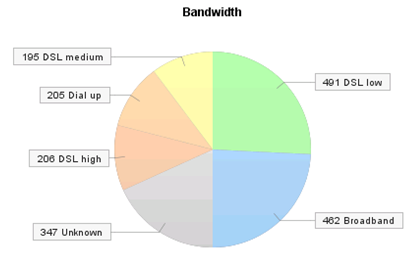 Bandwidth
195 DSL medium
491 DSL low
205 Dial up
206 DSL high
347 Unknown
462 Broadband